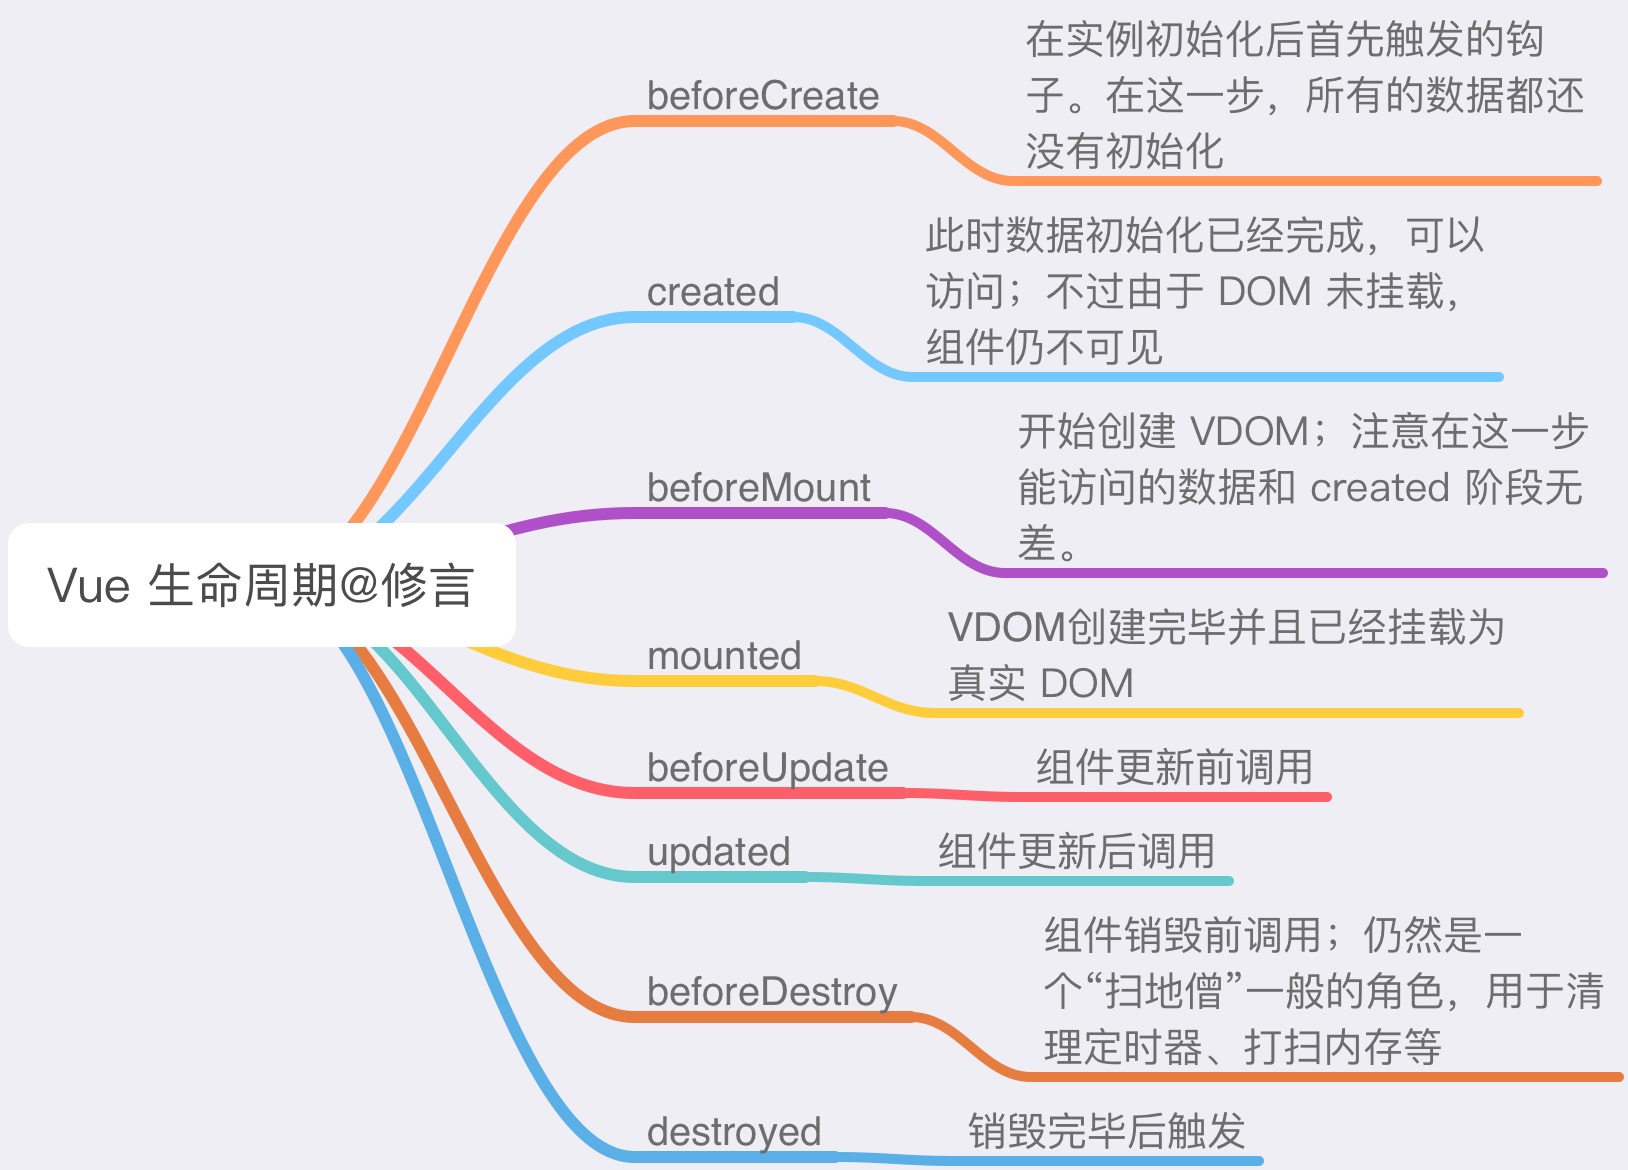 Vue 生命周期@修言
beforeCreate
在实例初始化后首先触发的钩
子。在这一步，所有的数据都还
没有初始化
created
此时数据初始化已经完成，可以
访问；不过由于 DOM 未挂载，
组件仍不可见
beforeMount
开始创建 VDOM；注意在这一步
能访问的数据和 created 阶段无
差。
mounted
VDOM创建完毕并且已经挂载为
真实 DOM
beforeUpdate
组件更新前调用
updated
组件更新后调用
beforeDestroy
组件销毁前调用；仍然是一
个“扫地僧”一般的角色，用于清
理定时器、打扫内存等
destroyed
销毁完毕后触发